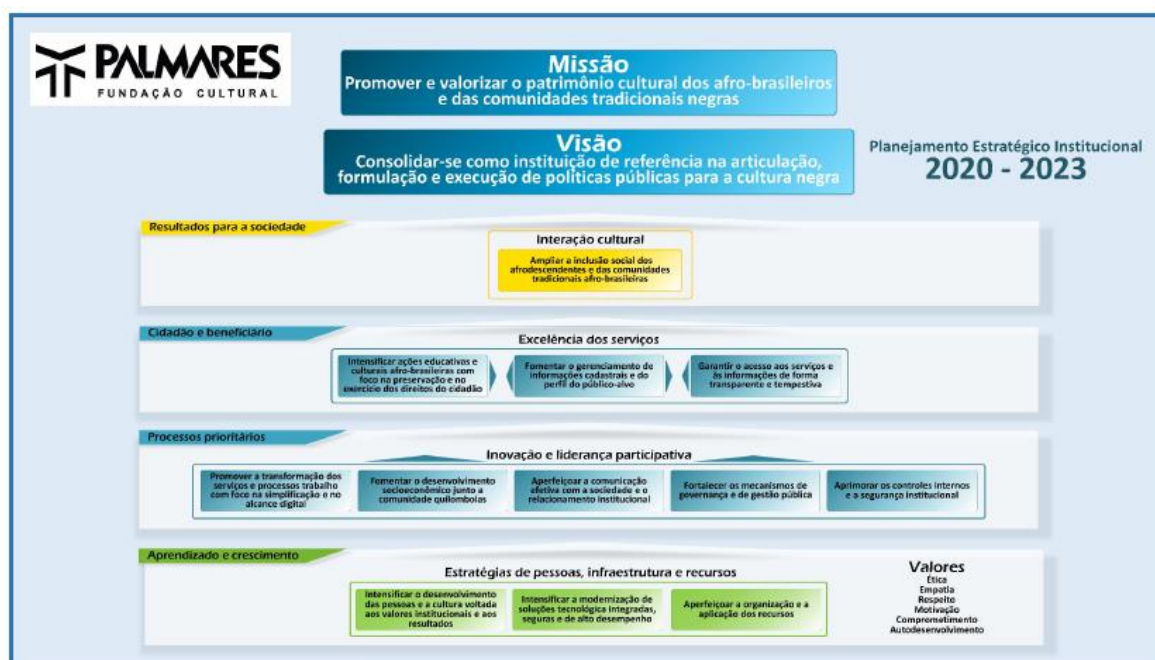 PALMARES
FUNDAÇÃO CULTURAL
Missão
Promover e valorizar o patrimônio cultural dos afro-brasileiros
e das comunidades tradicionais negras
Visão
Consolidar-se como instituição de referência na articulação,
formulação e execução de políticas públicas para a cultura negra
Planejamento Estratégico Institucional
2020 - 2023
Resultados para a sociedade
Interação cultural
Ampliar a inclusão social dos
afrodescendentes e das comunidades
tradicionais afro-brasileiras
Cidadão e beneficiário
Excelência dos serviços
Intensificar ações educativas e
culturais afro-brasileiras com
foco na preservação e no
exercício dos direitos do cidadão
Fomentar o gerenciamento de
informações cadastrais e do
perfil do público-alvo
Garantir o acesso aos serviços e
às informações de forma
transparente e tempestiva
Processos prioritários
Inovação e liderança participativa
Promover a transformação dos
serviços e processos trabalho
com foco na simplificação e no
alcance digital
Fomentar o desenvolvimento
socioeconômico junto a
comunidade quilombolas
Aperfeiçoar a comunicação
efetiva com a sociedade e o
relacionamento institucional
Fortalecer os mecanismos de
governança e de gestão pública
Aprimorar os controles internos
e a segurança institucional
Aprendizado e crescimento
Estratégias de pessoas, infraestrutura e recursos
Intensificar o desenvolvimento
das pessoas e a cultura voltada
aos valores institucionais e aos
resultados
Intensificar a modernização de
soluções tecnológica integradas,
seguras e de alto desempenho
Aperfeiçoar a organização e a
aplicação dos recursos
Valores
Ética
Empatia
Respeito
Motivação
Comprometimento
Autodesenvolvimento